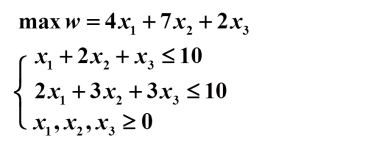 max w = 4x₁ + 7x₂ + 2x₃
x₁ + 2x₂ + x₃ ≤ 10
2x₁ + 3x₂ + 3x₃ ≤ 10
x₁, x₂, x₃ ≥ 0